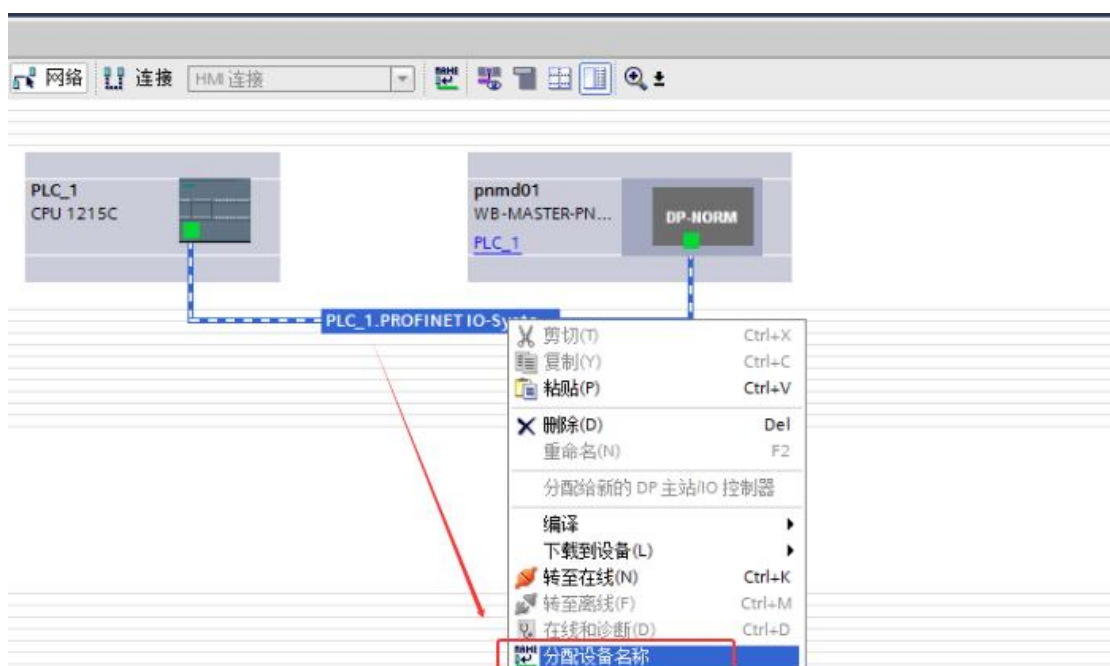 网络 连接 HMI 连接
PLC_1
CPU 1215C
pnmd01
WB-MASTER-PN...
PLC_1
DP-NORM
PLC_1.PROFINET IO-Syste...
剪切(T) Ctrl+X
复制(Y) Ctrl+C
粘贴(P) Ctrl+V
删除(D) Del
重命名(N) F2
分配给新的 DP 主站/IO 控制器
编译
下载到设备(L)
转至在线(N) Ctrl+K
转至离线(F) Ctrl+M
在线和诊断(D) Ctrl+D
分配设备名称